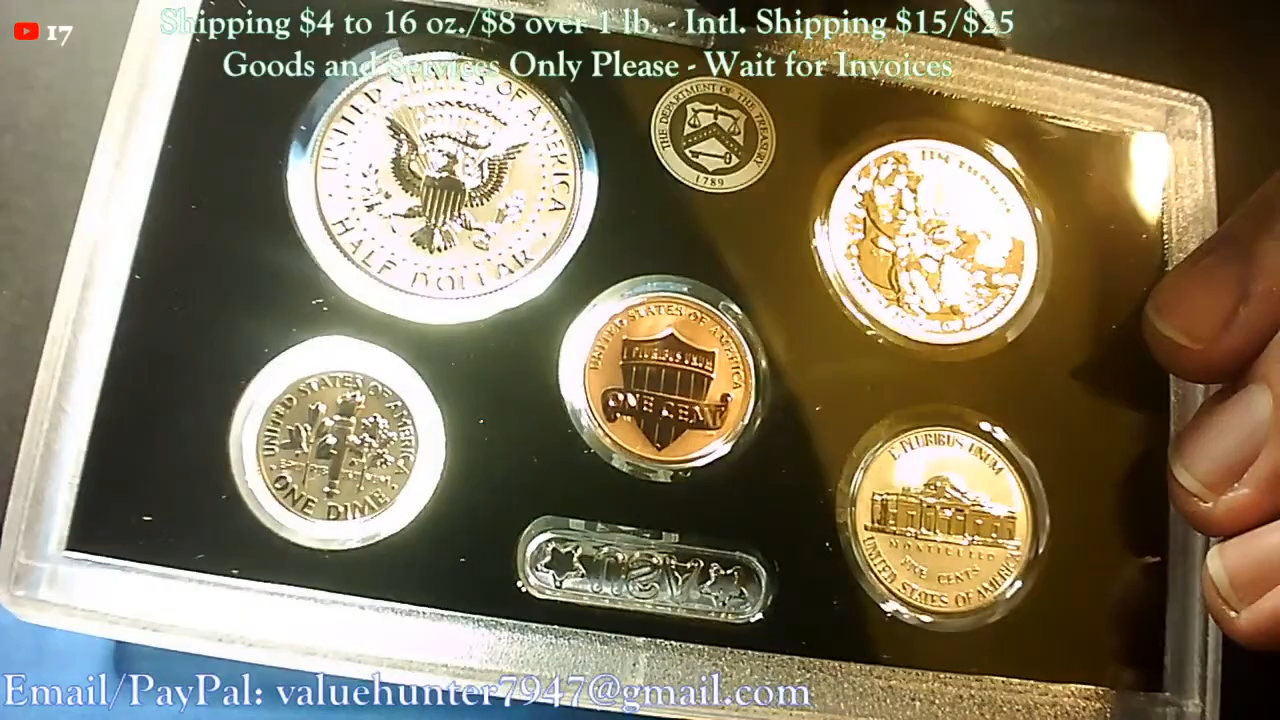 17
Shipping $4 to 16 oz./$8 over 1 lb. - Intl. Shipping $15/$25
Goods and Services Only Please - Wait for Invoices
UNITED STATES OF AMERICA
HALF DOLLAR
THE DEPARTMENT OF THE TREASURY
1789
UNITED STATES OF AMERICA
E PLURIBUS UNUM
ONE CENT
UNITED STATES OF AMERICA
ONE DIME
E PLURIBUS UNUM
MONTICELLO
FIVE CENTS
UNITED STATES OF AMERICA
Email/PayPal: valuehunter7947@gmail.com